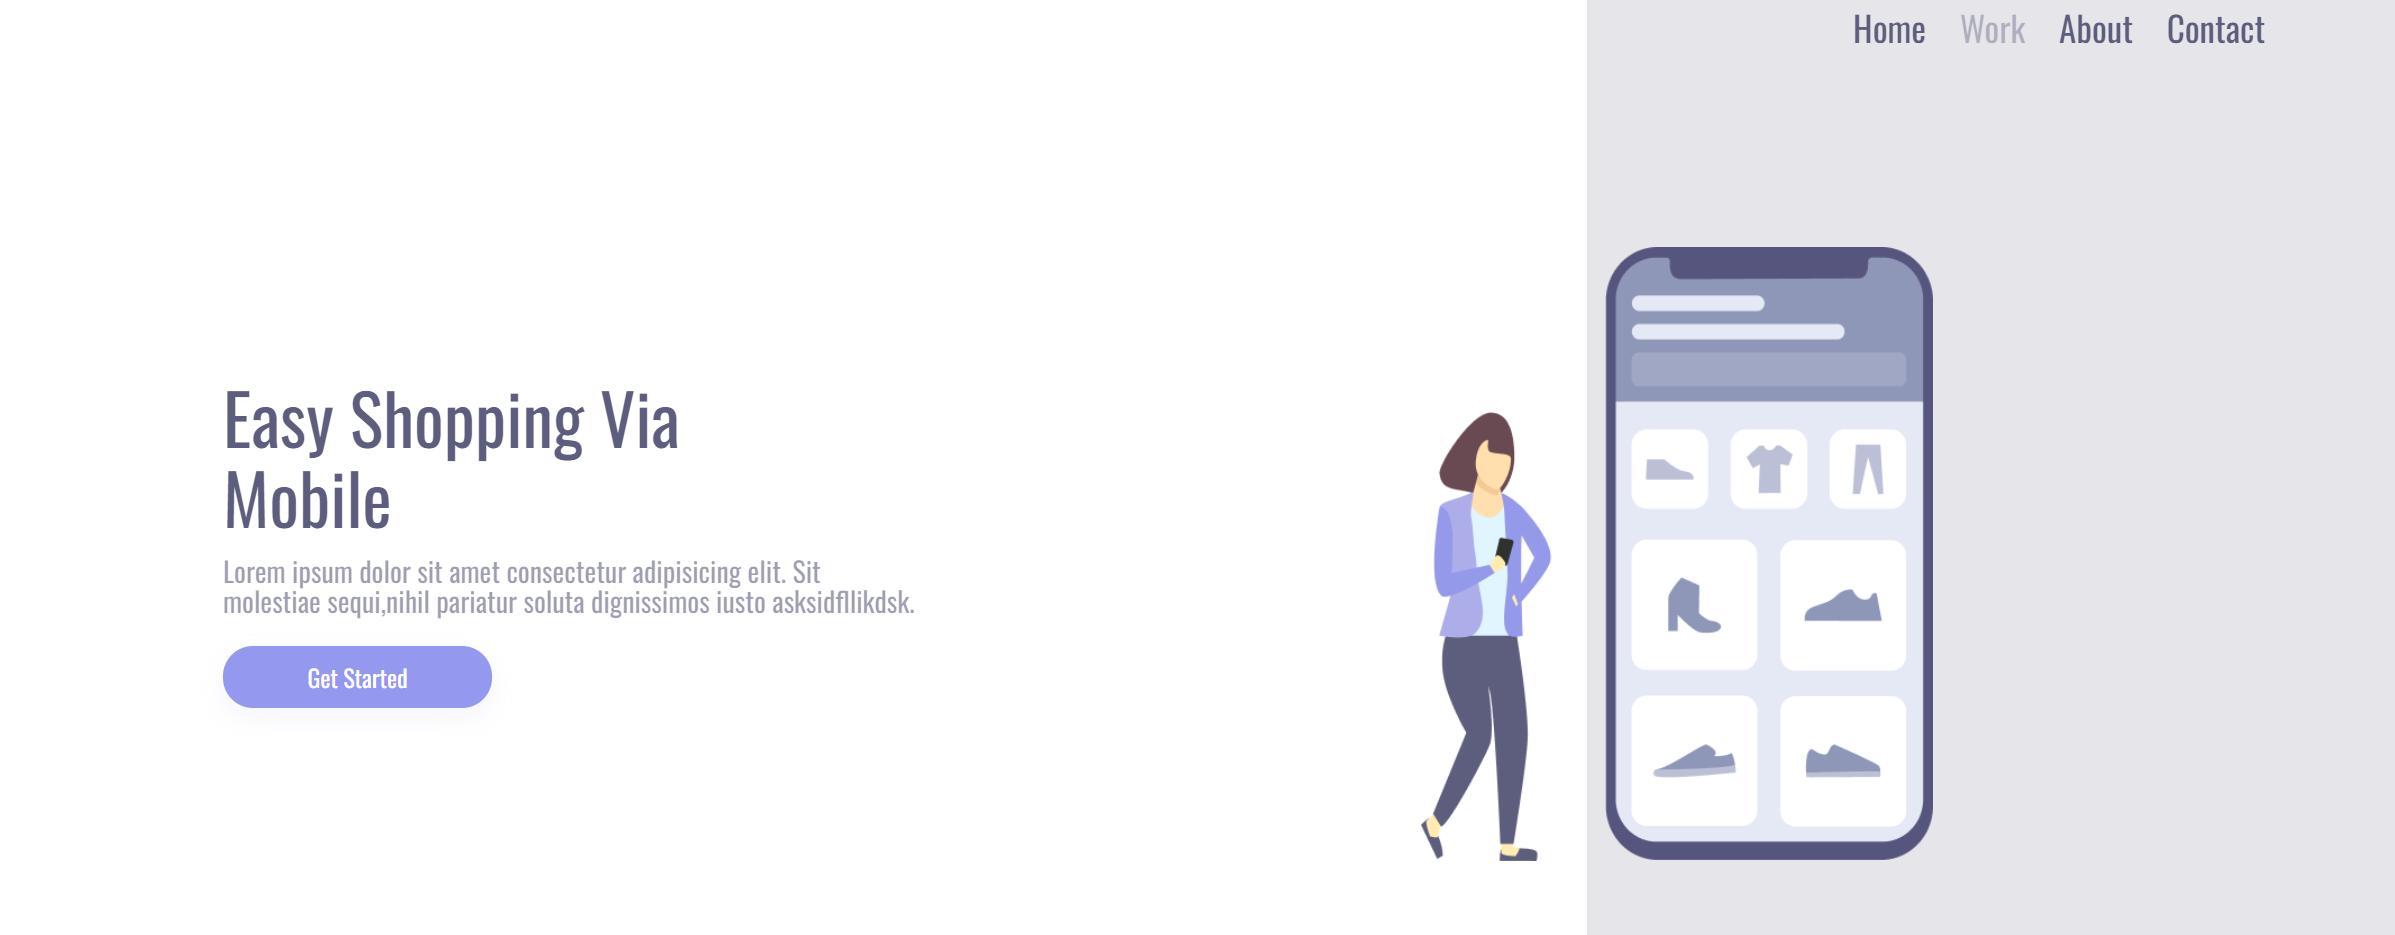 Home Work About Contact
Easy Shopping Via
Mobile
Lorem ipsum dolor sit amet consectetur adipisicing elit. Sit
molestiae sequi,nihil pariatur soluta dignissimos iusto asksidfllikdsk.
Get Started